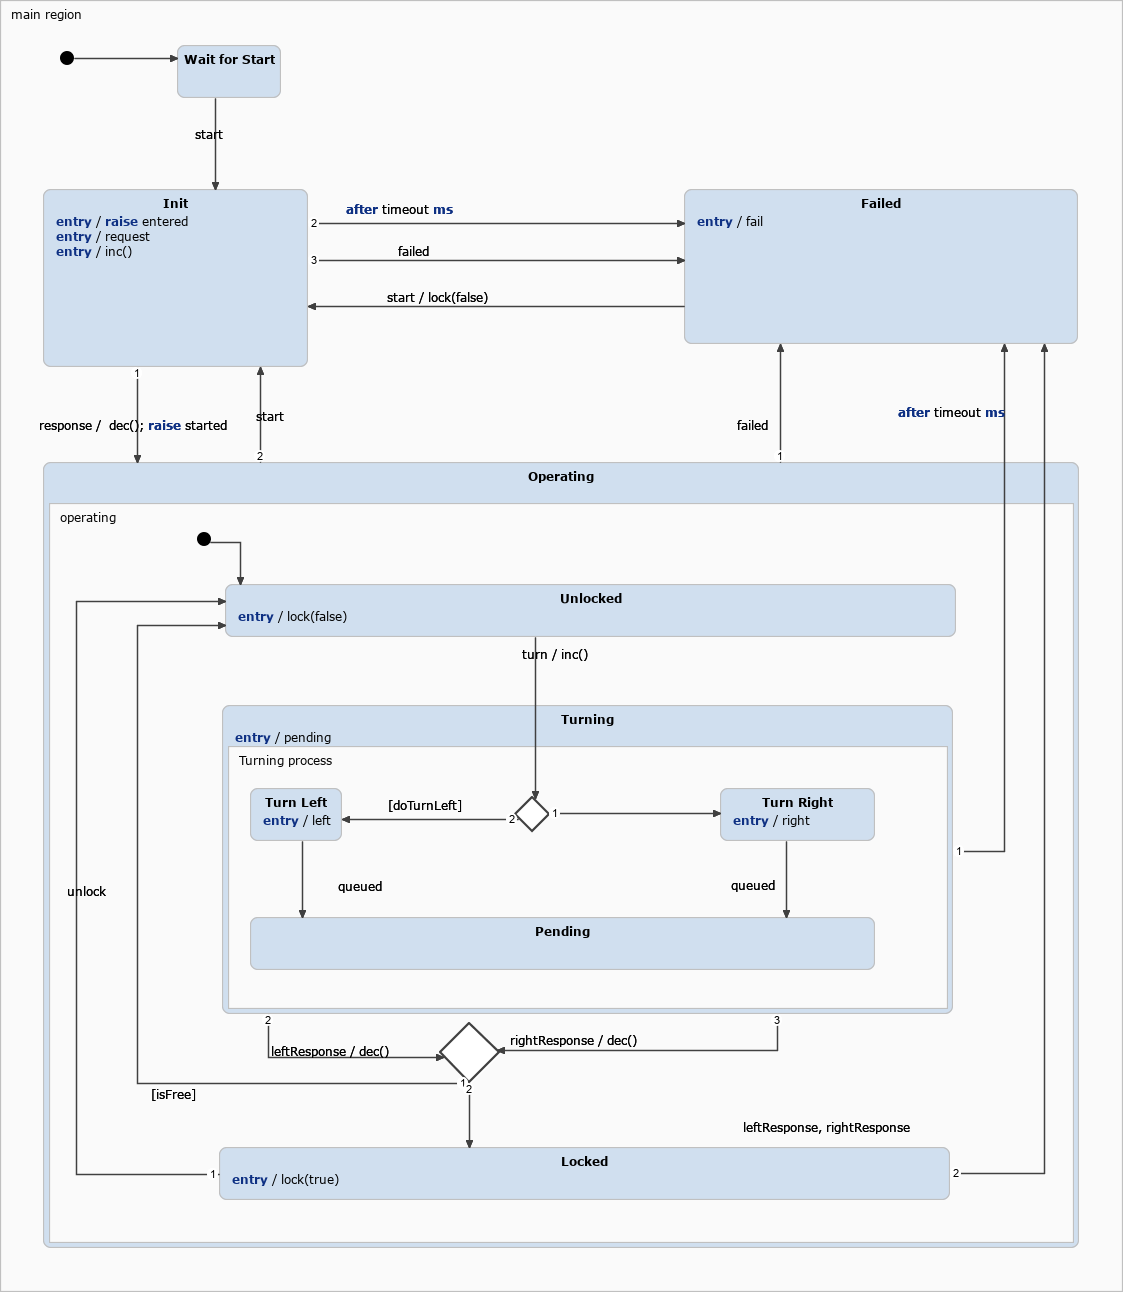 main region
Wait for Start
start
Init
entry / raise entered
entry / request
entry / inc()
Failed
entry / fail
2
after timeout ms
3
failed
start / lock(false)
1
response /  dec(); raise started
start
2
failed
1
after timeout ms
Operating
operating
Unlocked
entry / lock(false)
turn / inc()
Turning
entry / pending
Turning process
Turn Left
entry / left
[doTurnLeft]
2
1
Turn Right
entry / right
1
queued
queued
unlock
Pending
2
3
leftResponse / dec()
rightResponse / dec()
1
2
[isFree]
leftResponse, rightResponse
Locked
entry / lock(true)
1
2